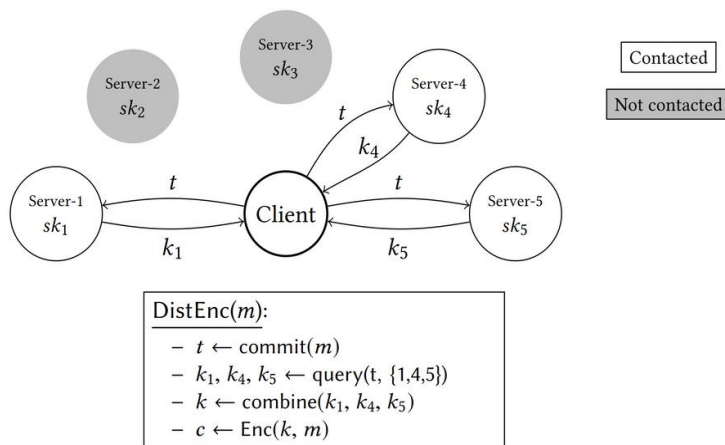 Server-3
sk3
Server-2
sk2
Server-4
sk4
Contacted
Not contacted
t
k4
Server-1
sk1
t
k1
Client
t
k5
Server-5
sk5
DistEnc(m):
– t ← commit(m)
– k1, k4, k5 ← query(t, {1,4,5})
– k ← combine(k1, k4, k5)
– c ← Enc(k, m)